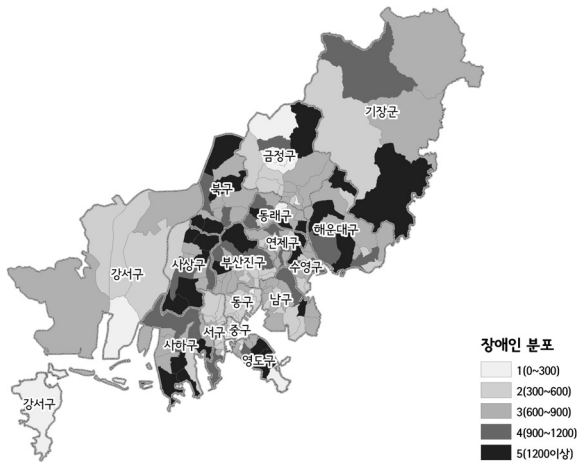 기장군
금정구
북구
동래구
해운대구
연제구
사상구
부산진구
수영구
강서구
동구
남구
서구
중구
사하구
영도구
강서구
장애인 분포
1(0~300)
2(300~600)
3(600~900)
4(900~1200)
5(1200이상)